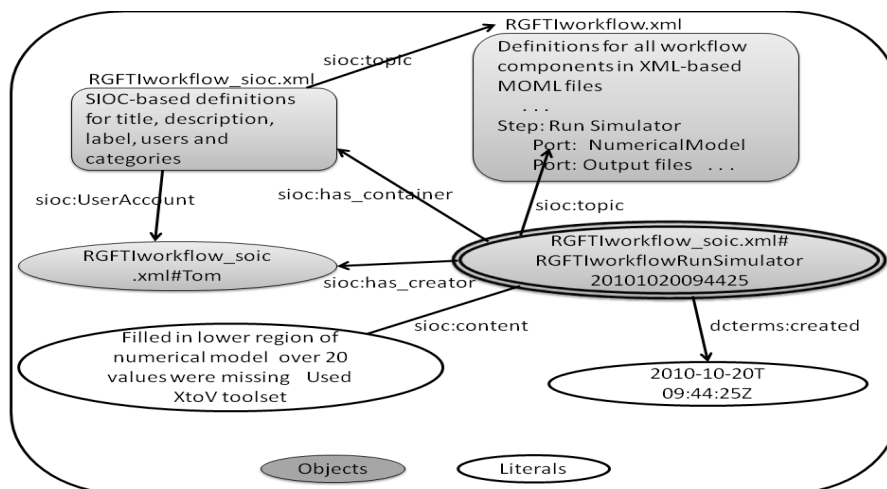 RGFTIworkflow.xml
sioc:topic
RGFTIworkflow_sioc.xml
Definitions for all workflow
components in XML-based
MOML files
. . .
Step: Run Simulator
Port: NumericalModel
Port: Output files . . .
SIOC-based definitions
for title, description,
label, users and
categories
sioc:UserAccount
sioc:has_container
sioc:topic
RGFTIworkflow_soic
.xml#Tom
sioc:has_creator
RGFTIworkflow_soic.xml#
RGFTIworkflowRunSimulator
20101020094425
sioc:content
dcterms:created
Filled in lower region of
numerical model over 20
values were missing Used
XtoV toolset
2010-10-20T
09:44:25Z
Objects
Literals